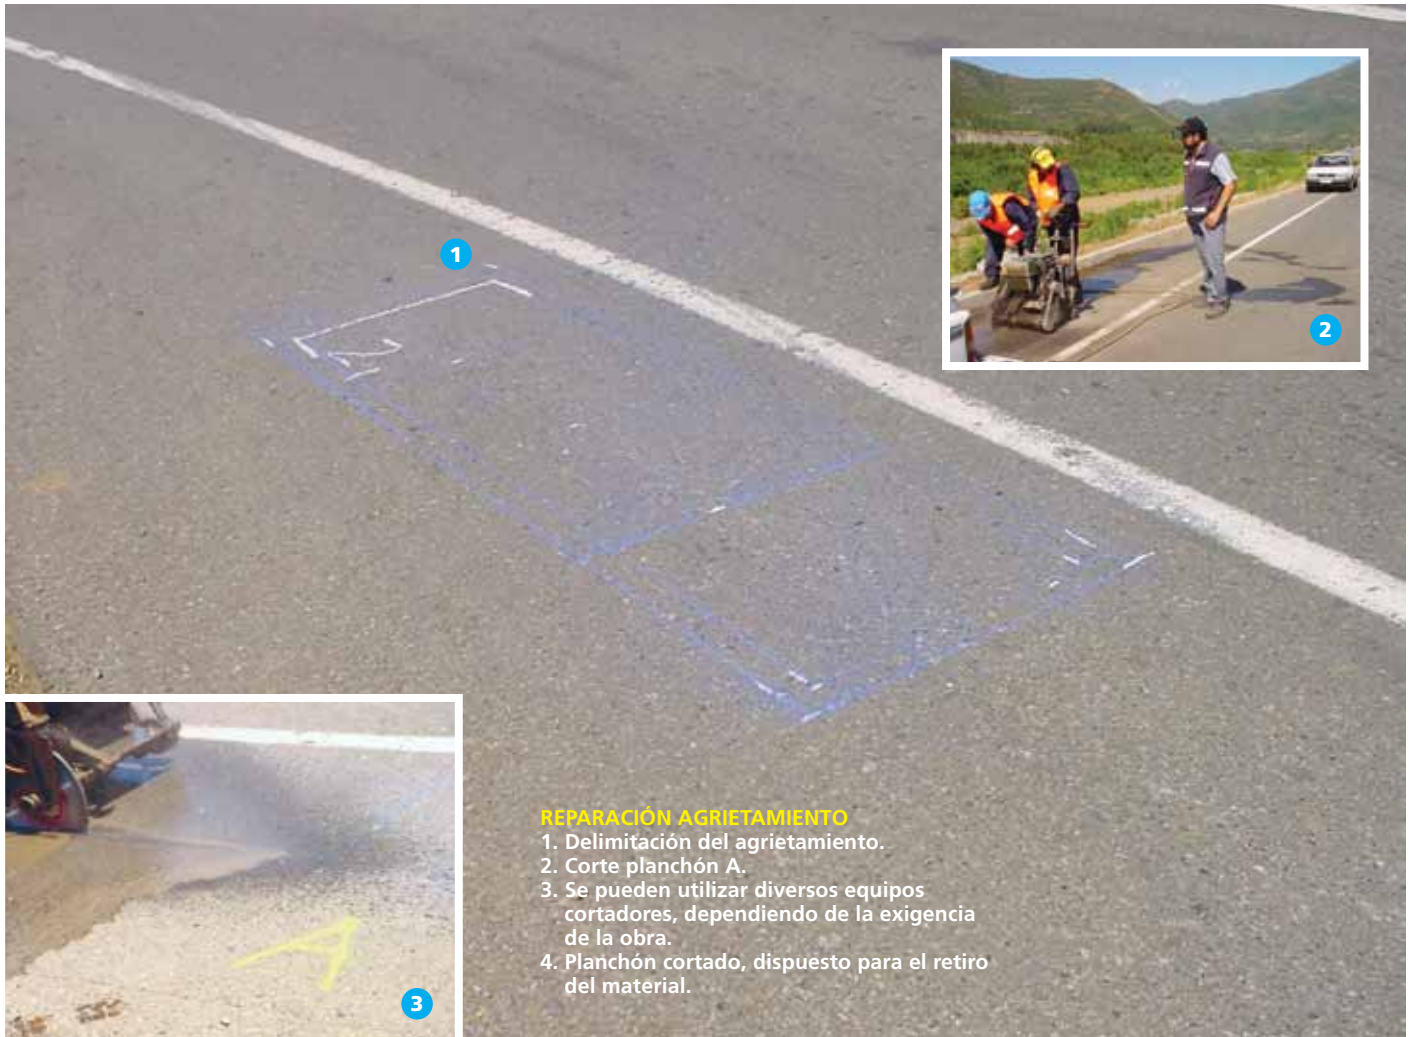 1
2
2
REPARACIÓN AGRIETAMIENTO
1. Delimitación del agrietamiento.
2. Corte planchón A.
3. Se pueden utilizar diversos equipos
cortadores, dependiendo de la exigencia
de la obra.
4. Planchón cortado, dispuesto para el retiro
del material.
A
3